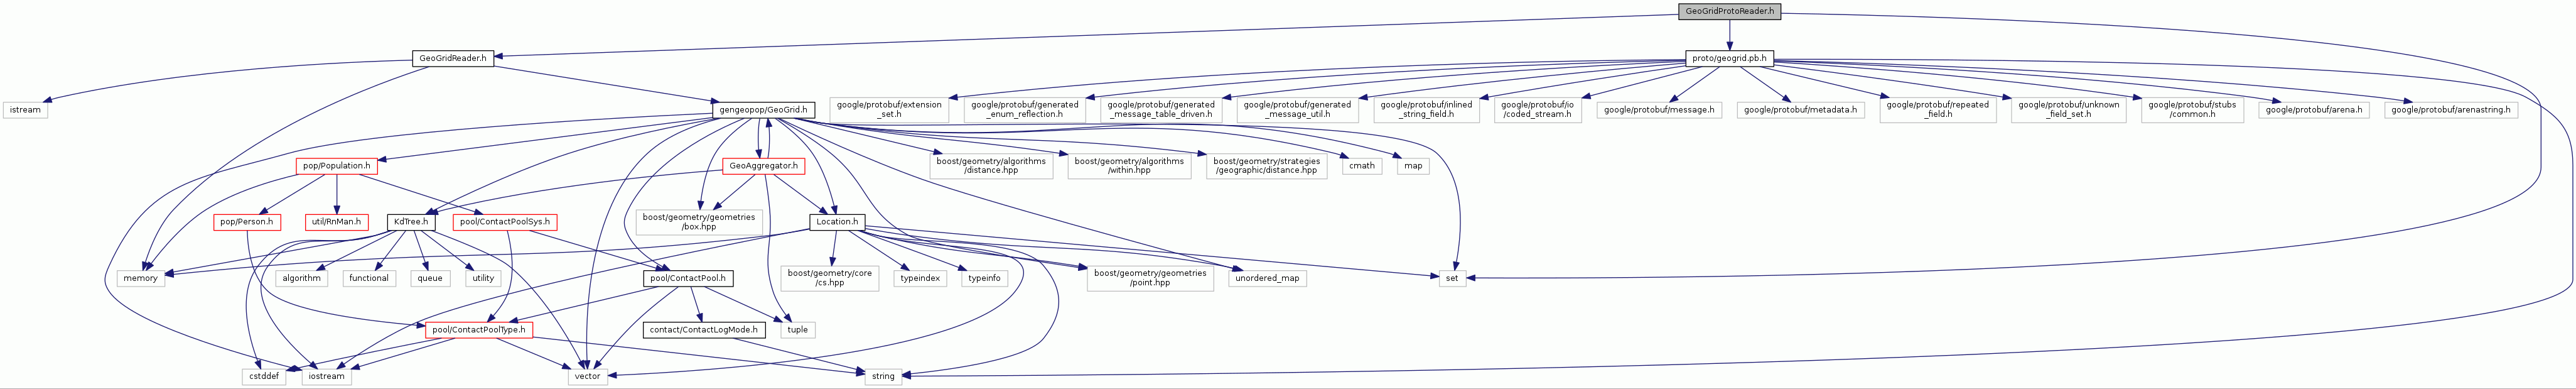 GeoGridProtoReader.h
GeoGridReader.h
proto/geogrid.pb.h
istream
gengeopop/GeoGrid.h
google/protobuf/extension
_set.h
google/protobuf/generated
_enum_reflection.h
google/protobuf/generated
_message_table_driven.h
google/protobuf/generated
_message_util.h
google/protobuf/inlined
_string_field.h
google/protobuf/io
/coded_stream.h
google/protobuf/message.h
google/protobuf/metadata.h
google/protobuf/repeated
_field.h
google/protobuf/unknown
_field_set.h
google/protobuf/stubs
/common.h
google/protobuf/arena.h
google/protobuf/arenastring.h
pop/Population.h
GeoAggregator.h
boost/geometry/algorithms
/distance.hpp
boost/geometry/algorithms
/within.hpp
boost/geometry/strategies
/geographic/distance.hpp
cmath
map
pop/Person.h
util/RnMan.h
KdTree.h
pool/ContactPoolSys.h
boost/geometry/geometries
/box.hpp
Location.h
memory
algorithm
functional
queue
utility
pool/ContactPool.h
boost/geometry/core
/cs.hpp
typeindex
typeinfo
boost/geometry/geometries
/point.hpp
unordered_map
set
pool/ContactPoolType.h
contact/ContactLogMode.h
tuple
cstddef
iostream
vector
string